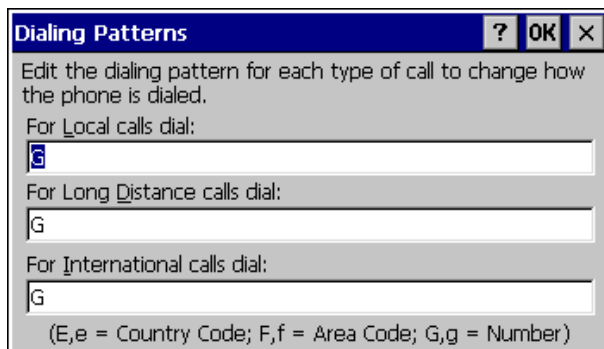 Dialing Patterns ? OK ×
Edit the dialing pattern for each type of call to change how
the phone is dialed.
For Local calls dial:
G
For Long Distance calls dial:
G
For International calls dial:
G
(E,e = Country Code; F,f = Area Code; G,g = Number)